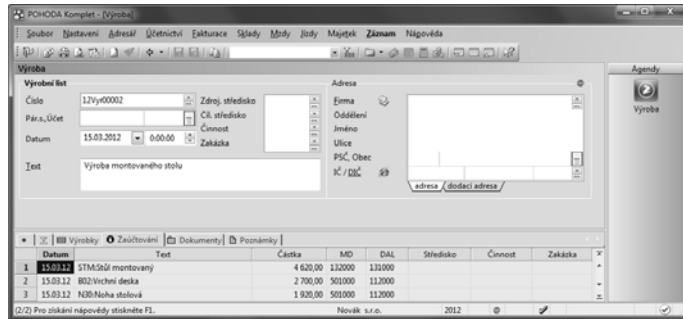 POHODA Komplet - [Výroba]
Soubor Nastavení Adresář Účetnictví Fakturace Sklady Mzdy Jízdy Majetek Záznam Nápověda
Výroba
Agendy
Výroba
Výrobní list
Číslo 12Vyr00002
Pár.s.,Účet
Datum 15.03.2012 0:00:00
Text Výroba montovaného stolu
Zdroj. středisko
Cíl. středisko
Činnost
Zakázka
Adresa
Firma
Oddělení
Jméno
Ulice
PSČ, Obec
IČ / DIČ
adresa dodací adresa
Výrobky Zaúčtování Dokumenty Poznámky
Datum Text Částka MD DAL Středisko Činnost Zakázka
1 15.03.12 STM:Stůl montovaný 4 620,00 132000 131000
2 15.03.12 B02:Vrchní deska 2 700,00 501000 112000
3 15.03.12 N30:Noha stolová 1 920,00 501000 112000
(2/2) Pro získání nápovědy stiskněte F1. Novák s.r.o. 2012 @